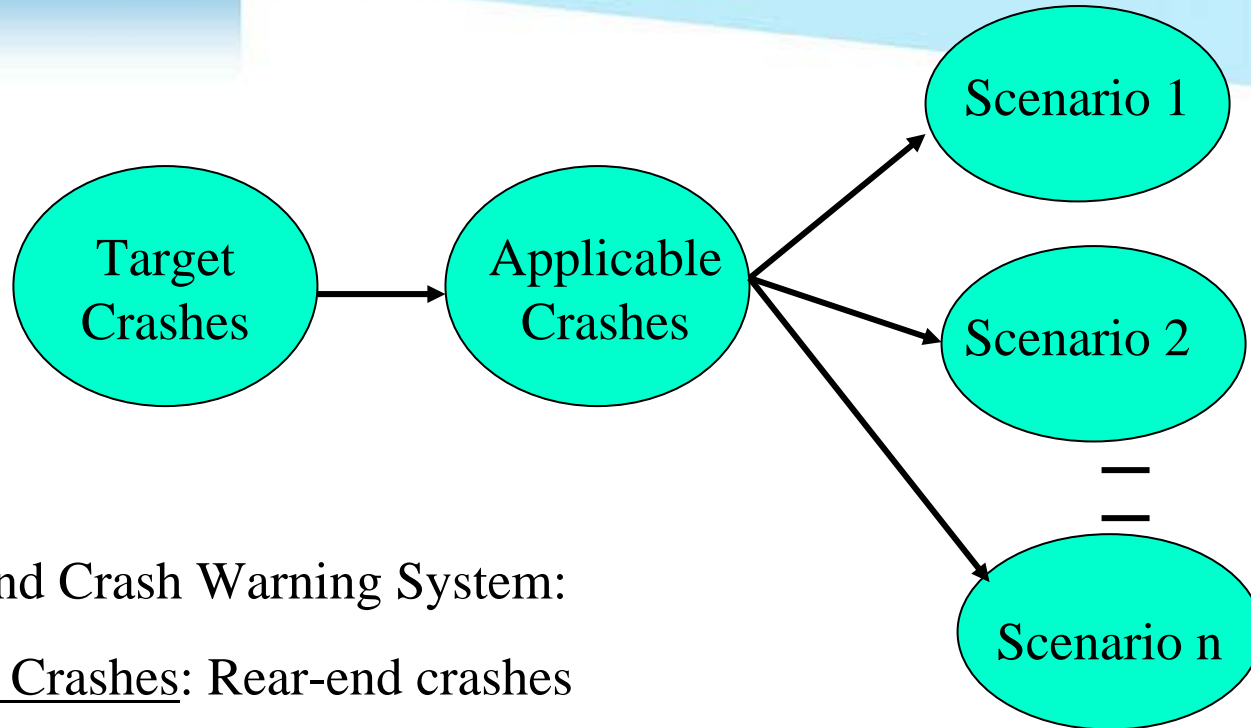 Scenario 1
Target
Crashes
Applicable
Crashes
Scenario 2
nd Crash Warning System:
Scenario n
Crashes: Rear-end crashes